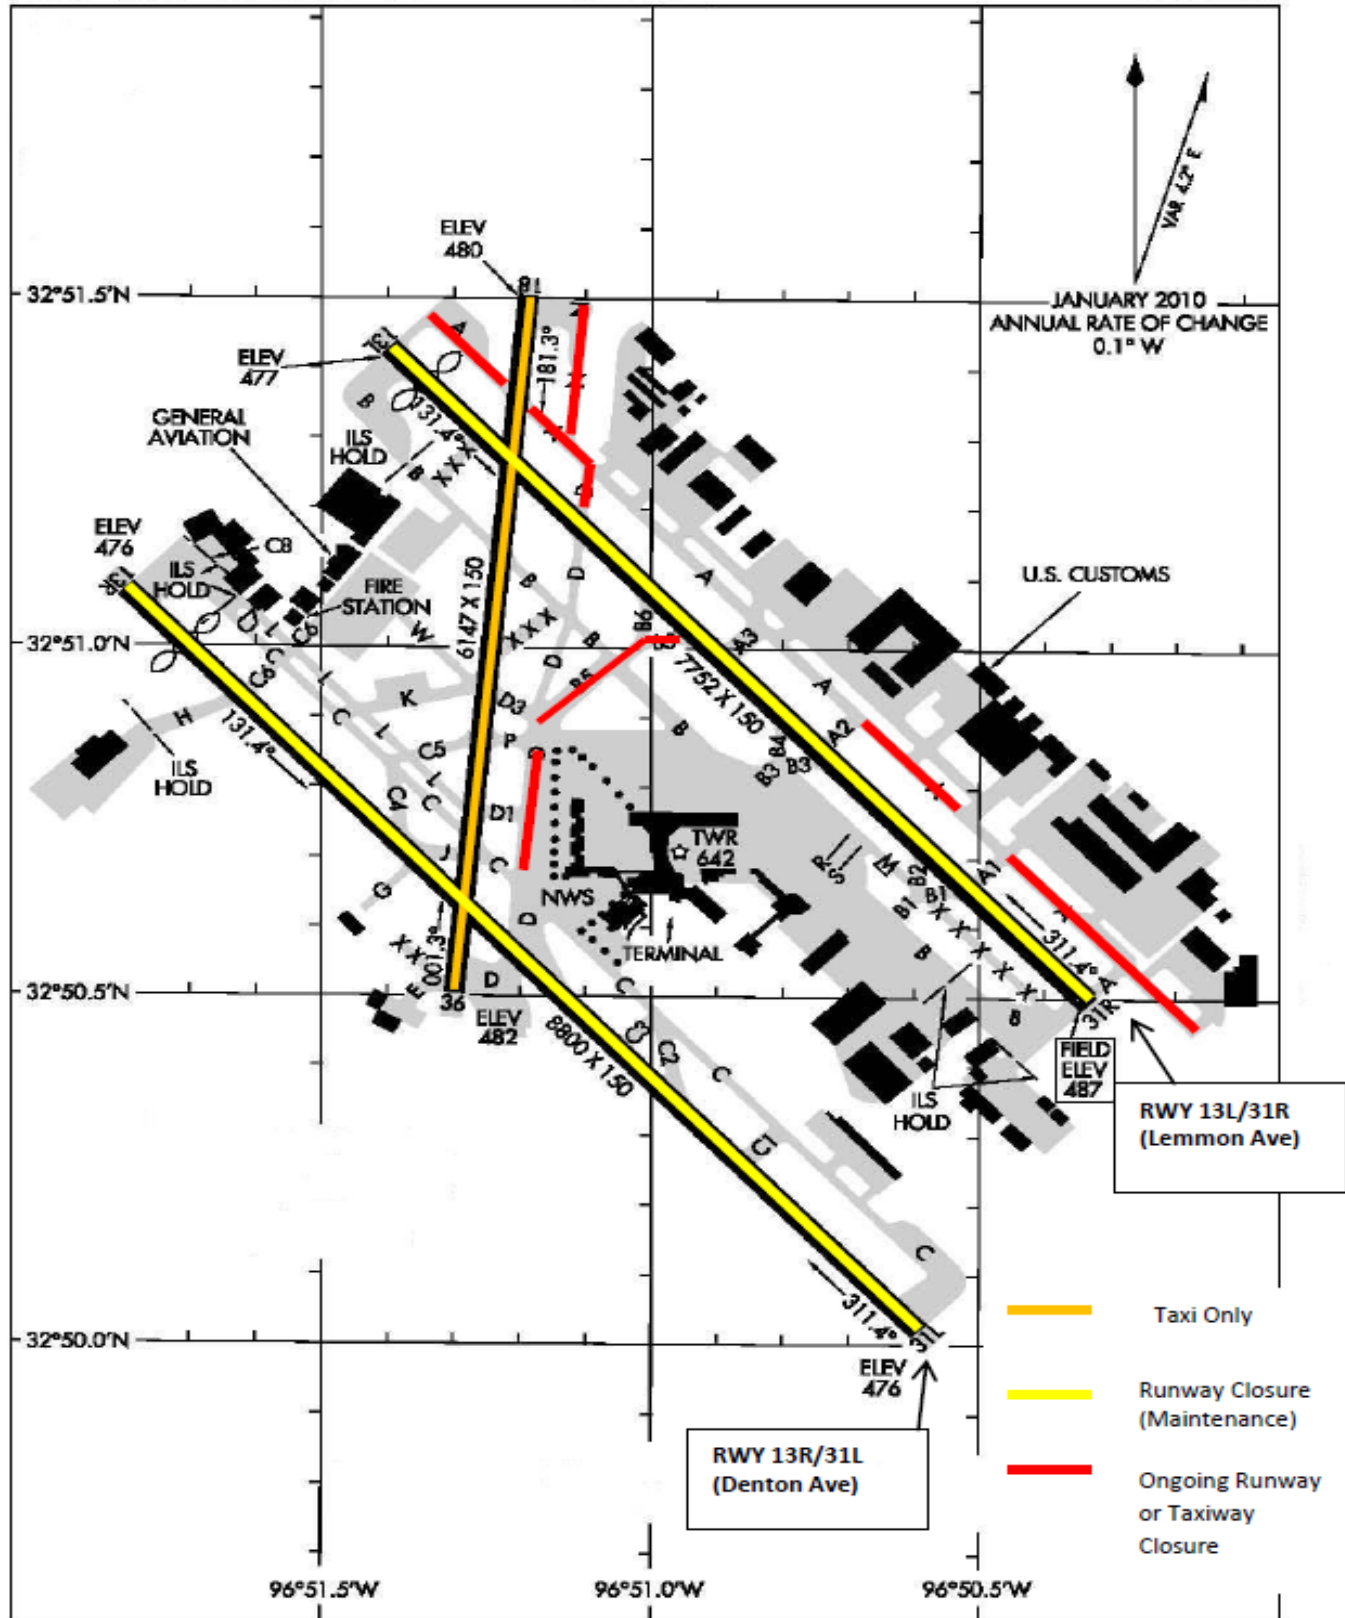 VAR 4.2° E
JANUARY 2010
ANNUAL RATE OF CHANGE
0.1° W
ELEV
480
32°51.5'N
18
N
13L
ELEV
477
A
181.3°
N
GENERAL
AVIATION
ILS
HOLD
B
131.4°
X X X
B
A
D
ELEV
476
C8
13R
ILS
HOLD
FIRE
STATION
U.S. CUSTOMS
D
B
A
6147 X 150
32°51.0'N
L
C6
W
X X X
B
B6
A3
C
C6
L
D
B5
7752 X 150
A
H
131.4°
C
K
D3
B
A2
L
C5
P
B4
B3
B3
ILS
HOLD
L
C4
C
D1
A
TWR
642
J
C
R
S
M
B2
B1
A1
G
NWS
B1
D
X X X X X
B
A
311.4°
X X
001.3°
TERMINAL
32°50.5'N
E
D
C
36
ELEV
482
B
31R
A
C3
C2
C
FIELD
ELEV
487
8800 X 150
ILS
HOLD
RWY 13L/31R
(Lemmon Ave)
C1
C
311.4°
Taxi Only
32°50.0'N
31L
ELEV
476
Runway Closure
(Maintenance)
RWY 13R/31L
(Denton Ave)
Ongoing Runway
or Taxiway
Closure
96°51.5'W
96°51.0'W
96°50.5'W